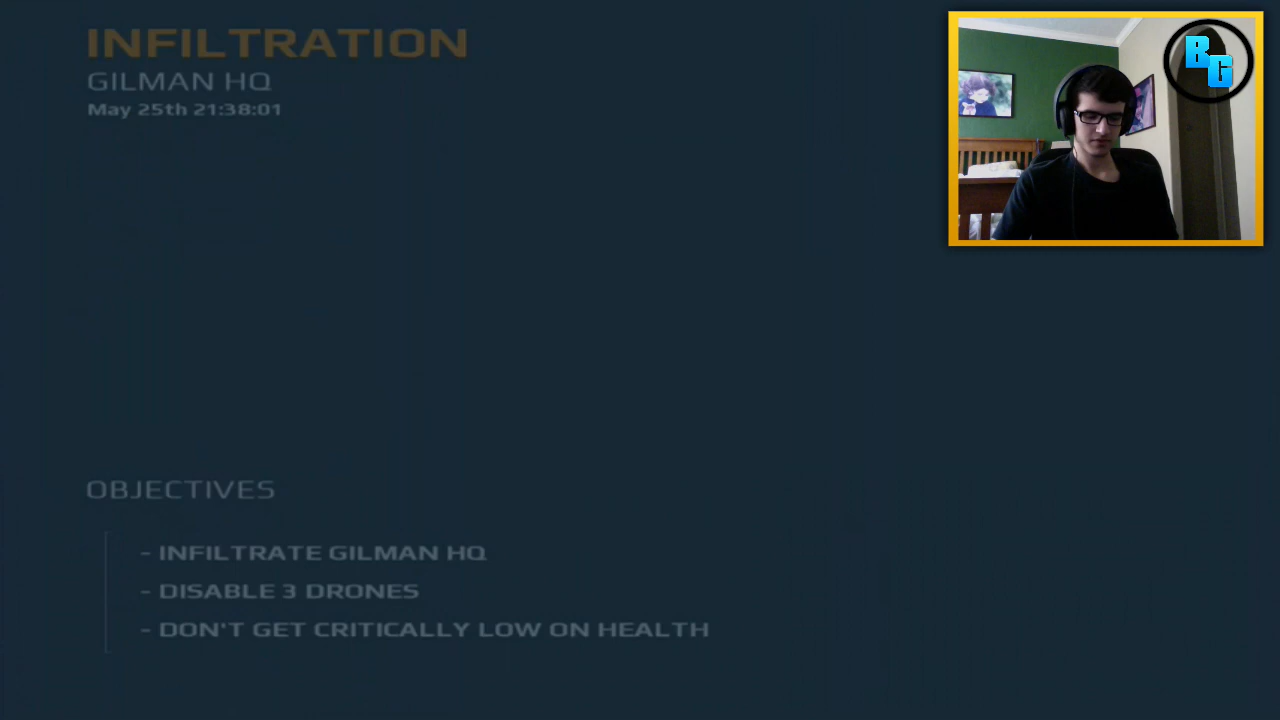 INFILTRATION
GILMAN HQ
May 25th 21:38:01
BG
OBJECTIVES
- INFILTRATE GILMAN HQ
- DISABLE 3 DRONES
- DON'T GET CRITICALLY LOW ON HEALTH